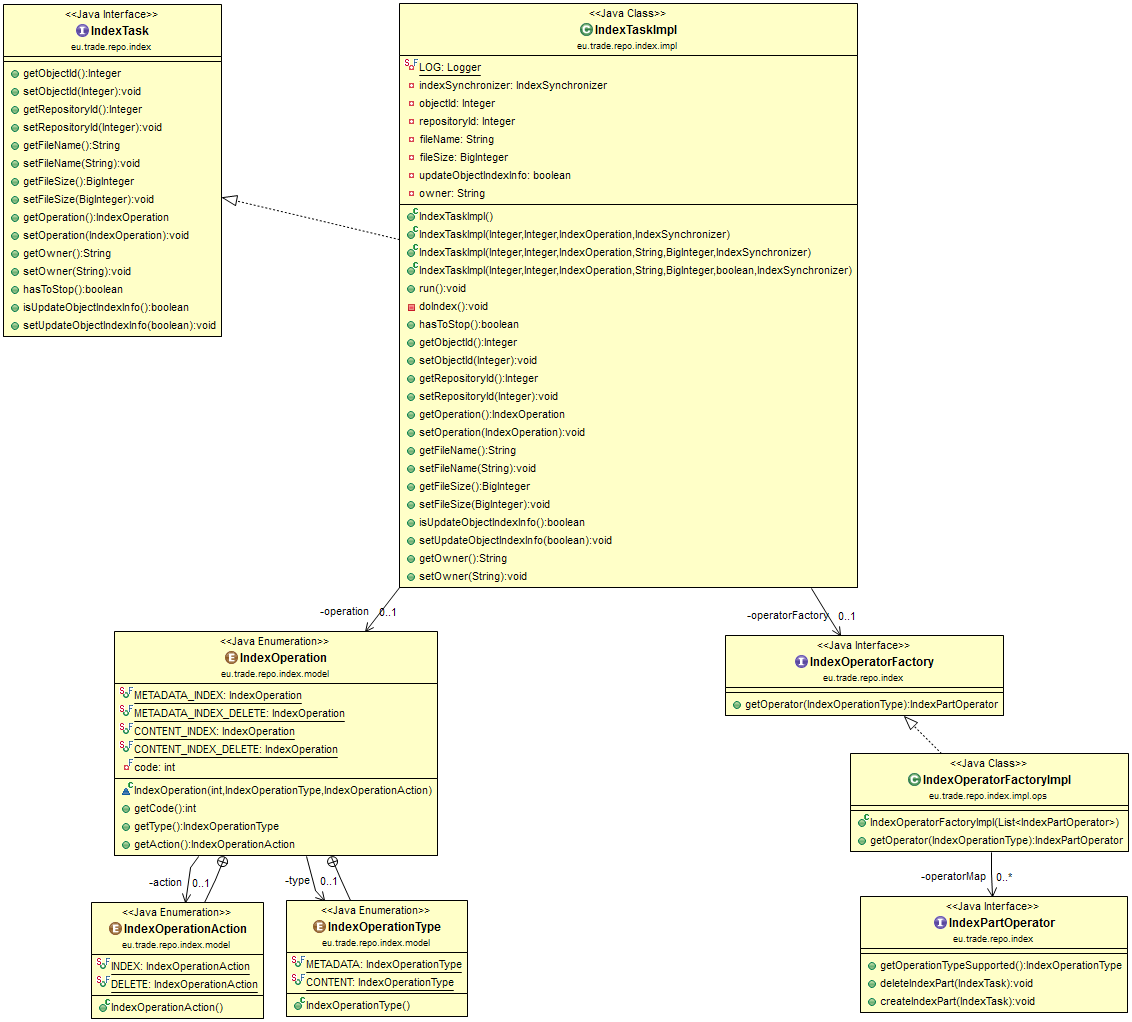 <<Java Interface>>
IndexTask
eu.trade.repo.index
getObjectId():Integer
setObjectId(Integer):void
getRepositoryId():Integer
setRepositoryId(Integer):void
getFileName():String
setFileName(String):void
getFileSize():BigInteger
setFileSize(BigInteger):void
getOperation():IndexOperation
setOperation(IndexOperation):void
getOwner():String
setOwner(String):void
hasToStop():boolean
isUpdateObjectIndexInfo():boolean
setUpdateObjectIndexInfo(boolean):void
<<Java Class>>
IndexTaskImpl
eu.trade.repo.index.impl
LOG: Logger
indexSynchronizer: IndexSynchronizer
objectId: Integer
repositoryId: Integer
fileName: String
fileSize: BigInteger
updateObjectIndexInfo: boolean
owner: String
IndexTaskImpl()
IndexTaskImpl(Integer,Integer,IndexOperation,IndexSynchronizer)
IndexTaskImpl(Integer,Integer,IndexOperation,String,BigInteger,IndexSynchronizer)
IndexTaskImpl(Integer,Integer,IndexOperation,String,BigInteger,boolean,IndexSynchronizer)
run():void
doIndex():void
hasToStop():boolean
getObjectId():Integer
setObjectId(Integer):void
getRepositoryId():Integer
setRepositoryId(Integer):void
getOperation():IndexOperation
setOperation(IndexOperation):void
getFileName():String
setFileName(String):void
getFileSize():BigInteger
setFileSize(BigInteger):void
isUpdateObjectIndexInfo():boolean
setUpdateObjectIndexInfo(boolean):void
getOwner():String
setOwner(String):void
-operation 0..1
-operatorFactory 0..1
<<Java Enumeration>>
IndexOperation
eu.trade.repo.index.model
METADATA_INDEX: IndexOperation
METADATA_INDEX_DELETE: IndexOperation
CONTENT_INDEX: IndexOperation
CONTENT_INDEX_DELETE: IndexOperation
code: int
IndexOperation(int,IndexOperationType,IndexOperationAction)
getCode():int
getType():IndexOperationType
getAction():IndexOperationAction
<<Java Interface>>
IndexOperatorFactory
eu.trade.repo.index
getOperator(IndexOperationType):IndexPartOperator
<<Java Class>>
IndexOperatorFactoryImpl
eu.trade.repo.index.impl.ops
IndexOperatorFactoryImpl(List<IndexPartOperator>)
getOperator(IndexOperationType):IndexPartOperator
-action 0..1
-type 0..1
-operatorMap 0..*
<<Java Enumeration>>
IndexOperationAction
eu.trade.repo.index.model
INDEX: IndexOperationAction
DELETE: IndexOperationAction
IndexOperationAction()
<<Java Enumeration>>
IndexOperationType
eu.trade.repo.index.model
METADATA: IndexOperationType
CONTENT: IndexOperationType
IndexOperationType()
<<Java Interface>>
IndexPartOperator
eu.trade.repo.index
getOperationTypeSupported():IndexOperationType
deleteIndexPart(IndexTask):void
createIndexPart(IndexTask):void